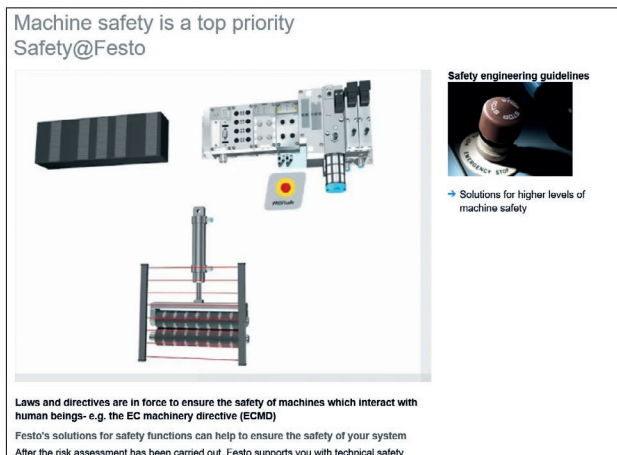 Machine safety is a top priority
Safety@Festo
Safety engineering guidelines
EMERGENCY STOP
→ Solutions for higher levels of
machine safety
Laws and directives are in force to ensure the safety of machines which interact with
human beings- e.g. the EC machinery directive (ECMD)
Festo's solutions for safety functions can help to ensure the safety of your system
After the risk assessment has been carried out, Festo supports you with technical safety